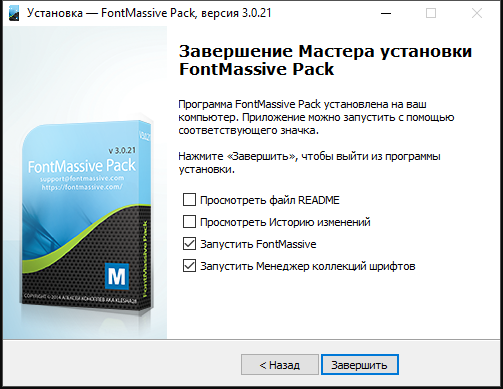 Установка — FontMassive Pack, версия 3.0.21
Завершение Мастера установки
FontMassive Pack
Программа FontMassive Pack установлена на ваш
компьютер. Приложение можно запустить с помощью
соответствующего значка.
Нажмите «Завершить», чтобы выйти из программы
установки.
v 3.0.21
FontMassive Pack
support@fontmassive.com
https://fontmassive.com/
FontMassive Pack
M
Просмотреть файл README
Просмотреть Историю изменений
Запустить FontMassive
Запустить Менеджер коллекций шрифтов
< Назад
Завершить